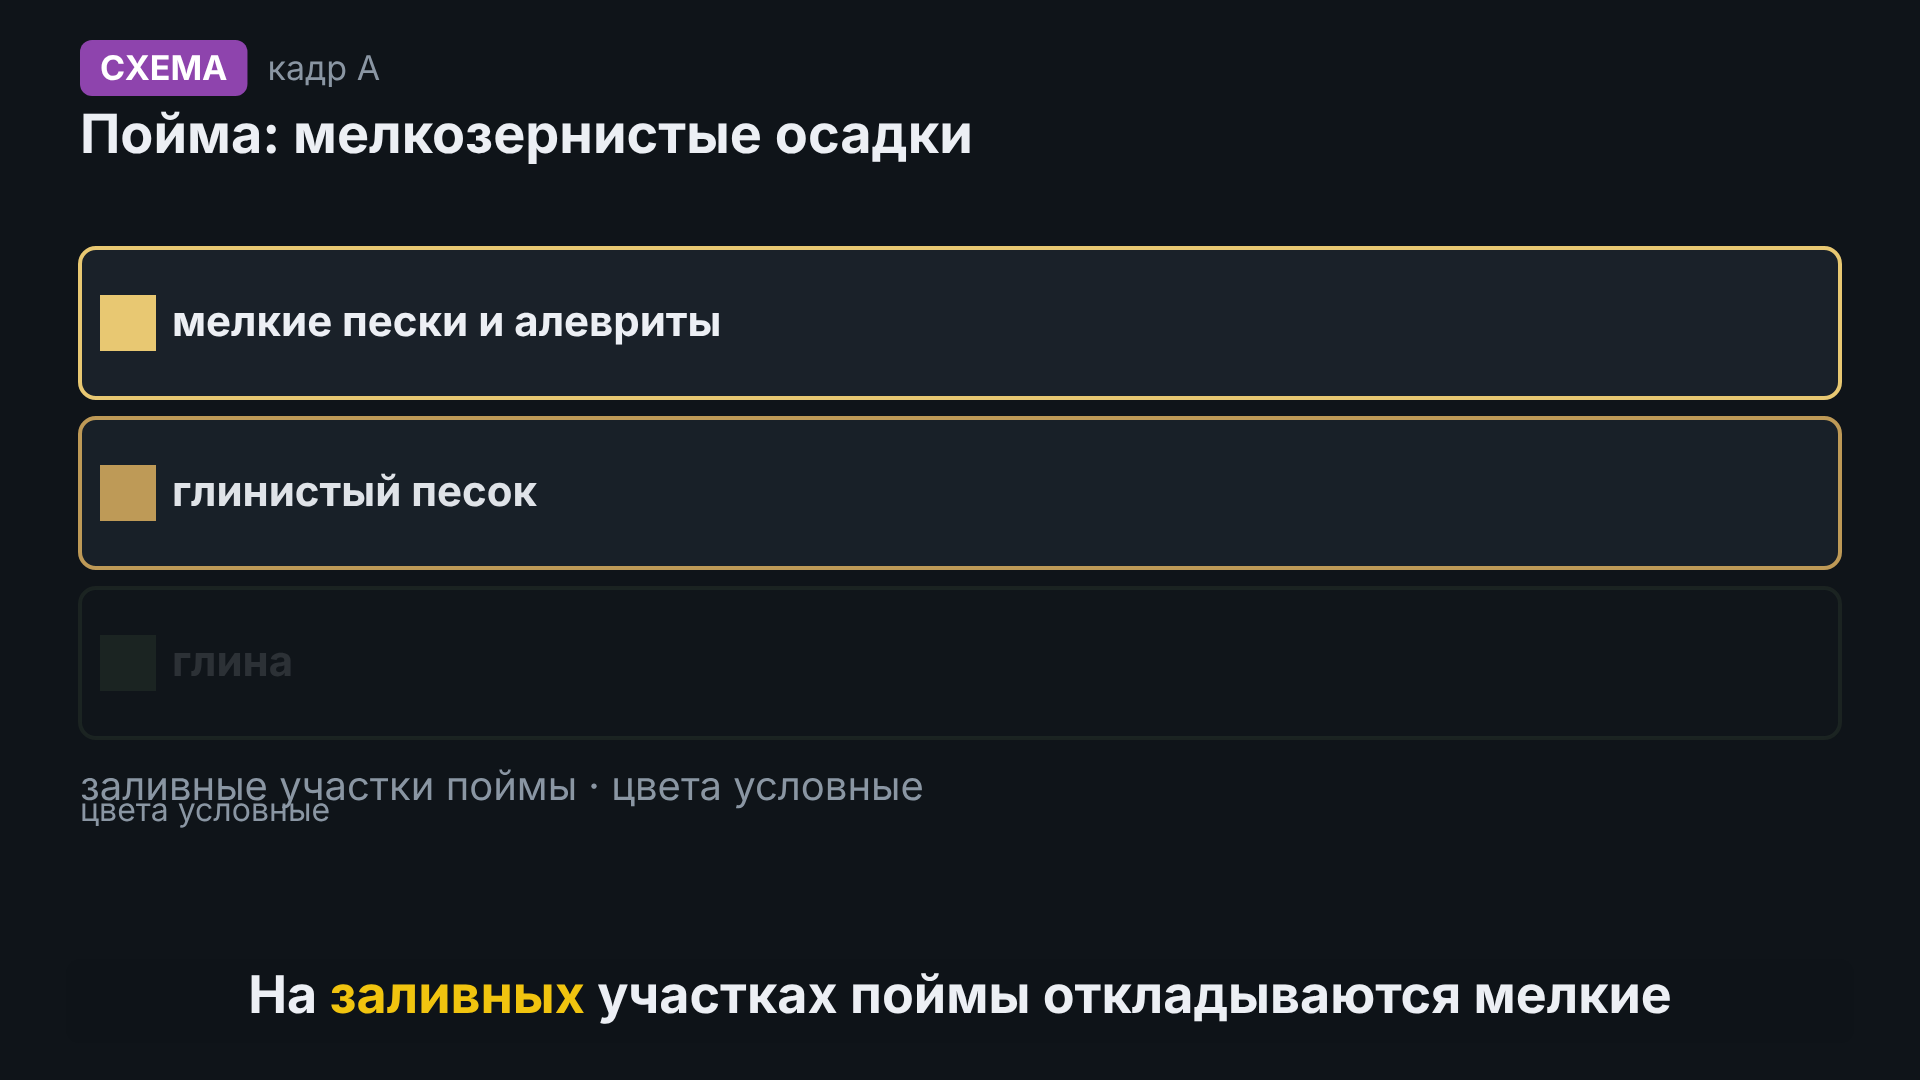 СХЕМА кадр А
Пойма: мелкозернистые осадки
мелкие пески и алевриты
глинистый песок
глина
заливные участки поймы · цвета условные
цвета условные
На заливных участках поймы откладываются мелкие